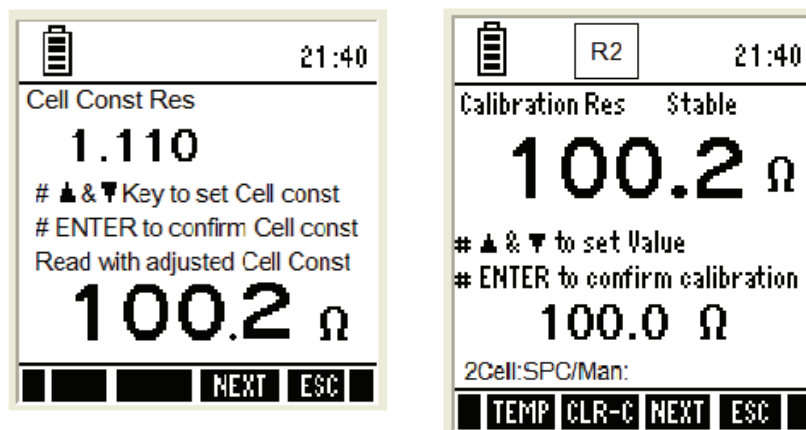 21:40
Cell Const Res
1.110
# ▲ & ▼ Key to set Cell const
# ENTER to confirm Cell const
Read with adjusted Cell Const
100.2 Ω
NEXT ESC
R2 21:40
Calibration Res Stable
100.2 Ω
# ▲ & ▼ to set Value
# ENTER to confirm calibration
100.0 Ω
2Cell:SPC/Man:
TEMP CLR-C NEXT ESC